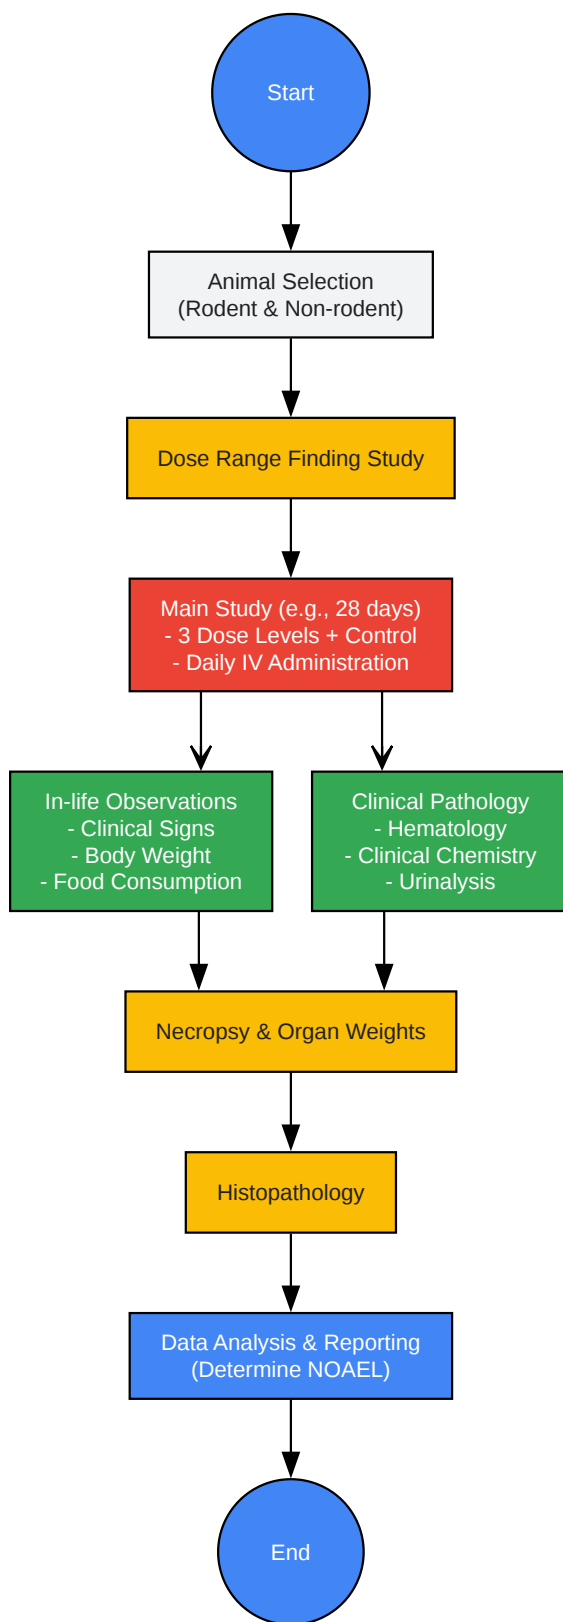 Start
Animal Selection
(Rodent & Non-rodent)
Dose Range Finding Study
Main Study (e.g., 28 days)
- 3 Dose Levels + Control
- Daily IV Administration
In-life Observations
- Clinical Signs
- Body Weight
- Food Consumption
Clinical Pathology
- Hematology
- Clinical Chemistry
- Urinalysis
Necropsy & Organ Weights
Histopathology
Data Analysis & Reporting
(Determine NOAEL)
End